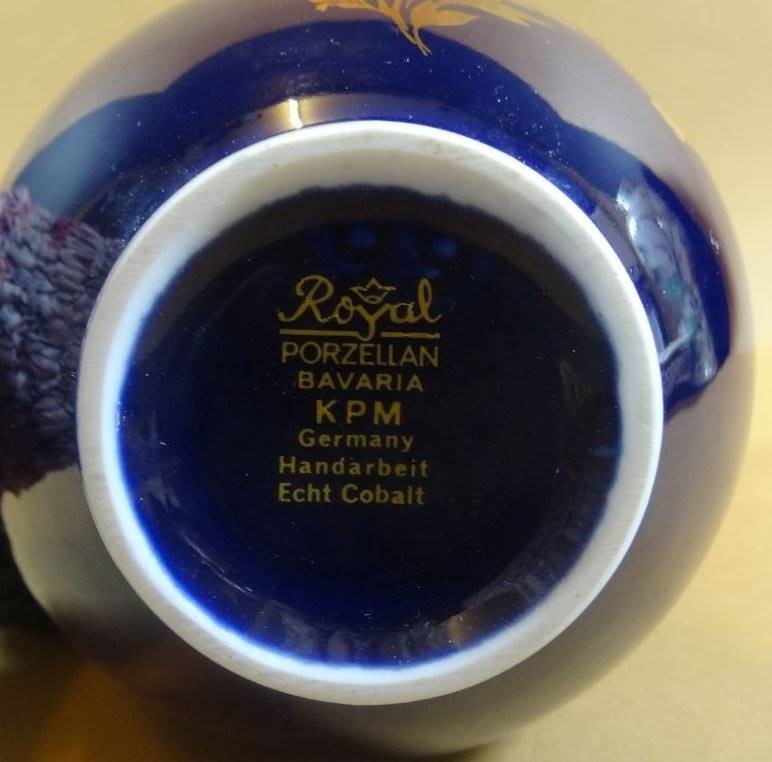 Royal
PORZELLAN
BAVARIA
KPM
Germany
Handarbeit
Echt Cobalt